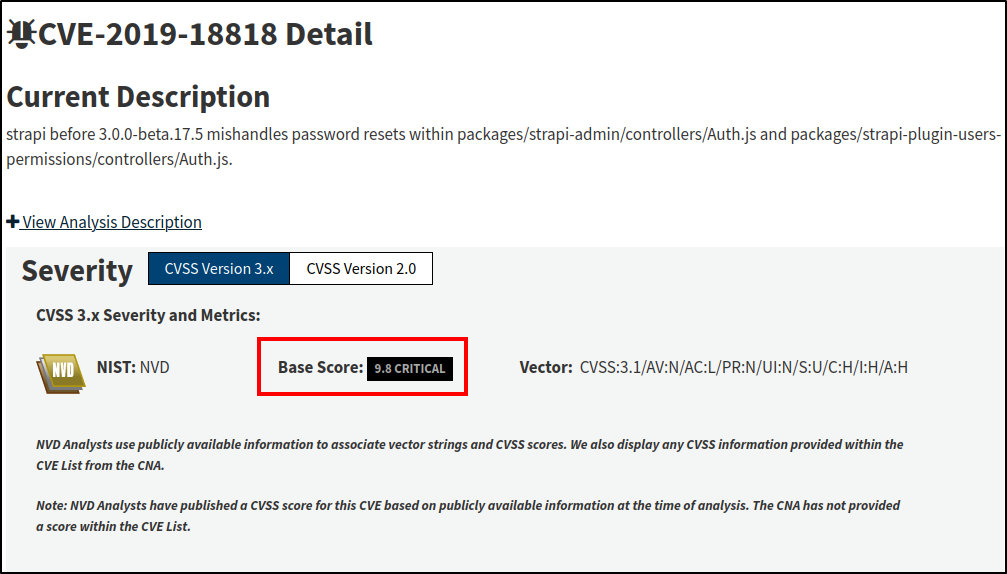 CVE-2019-18818 Detail
Current Description
strapi before 3.0.0-beta.17.5 mishandles password resets within packages/strapi-admin/controllers/Auth.js and packages/strapi-plugin-users-
permissions/controllers/Auth.js.
View Analysis Description
Severity CVSS Version 3.x CVSS Version 2.0
CVSS 3.x Severity and Metrics:
NVD NIST: NVD Base Score: 9.8 CRITICAL Vector: CVSS:3.1/AV:N/AC:L/PR:N/UI:N/S:U/C:H/I:H/A:H
NVD Analysts use publicly available information to associate vector strings and CVSS scores. We also display any CVSS information provided within the
CVE List from the CNA.
Note: NVD Analysts have published a CVSS score for this CVE based on publicly available information at the time of analysis. The CNA has not provided
a score within the CVE List.